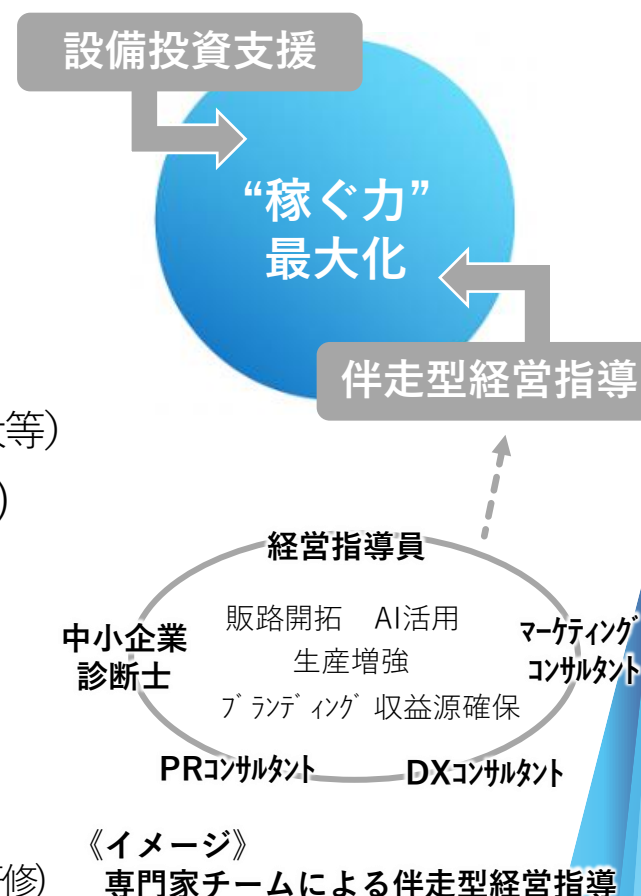 設備投資支援
“稼ぐ力”
最大化
伴走型経営指導
等）
）
経営指導員
中小企業
診断士
販路開拓　AI活用
生産増強
ﾌﾞﾗﾝﾃﾞｨﾝｸﾞ 収益源確保
ﾏｰｹﾃｨﾝｸﾞ
ｺﾝｻﾙﾀﾝﾄ
PRｺﾝｻﾙﾀﾝﾄ
DXｺﾝｻﾙﾀﾝﾄ
《イメージ》
修）
専門家チームによる伴走型経営指導